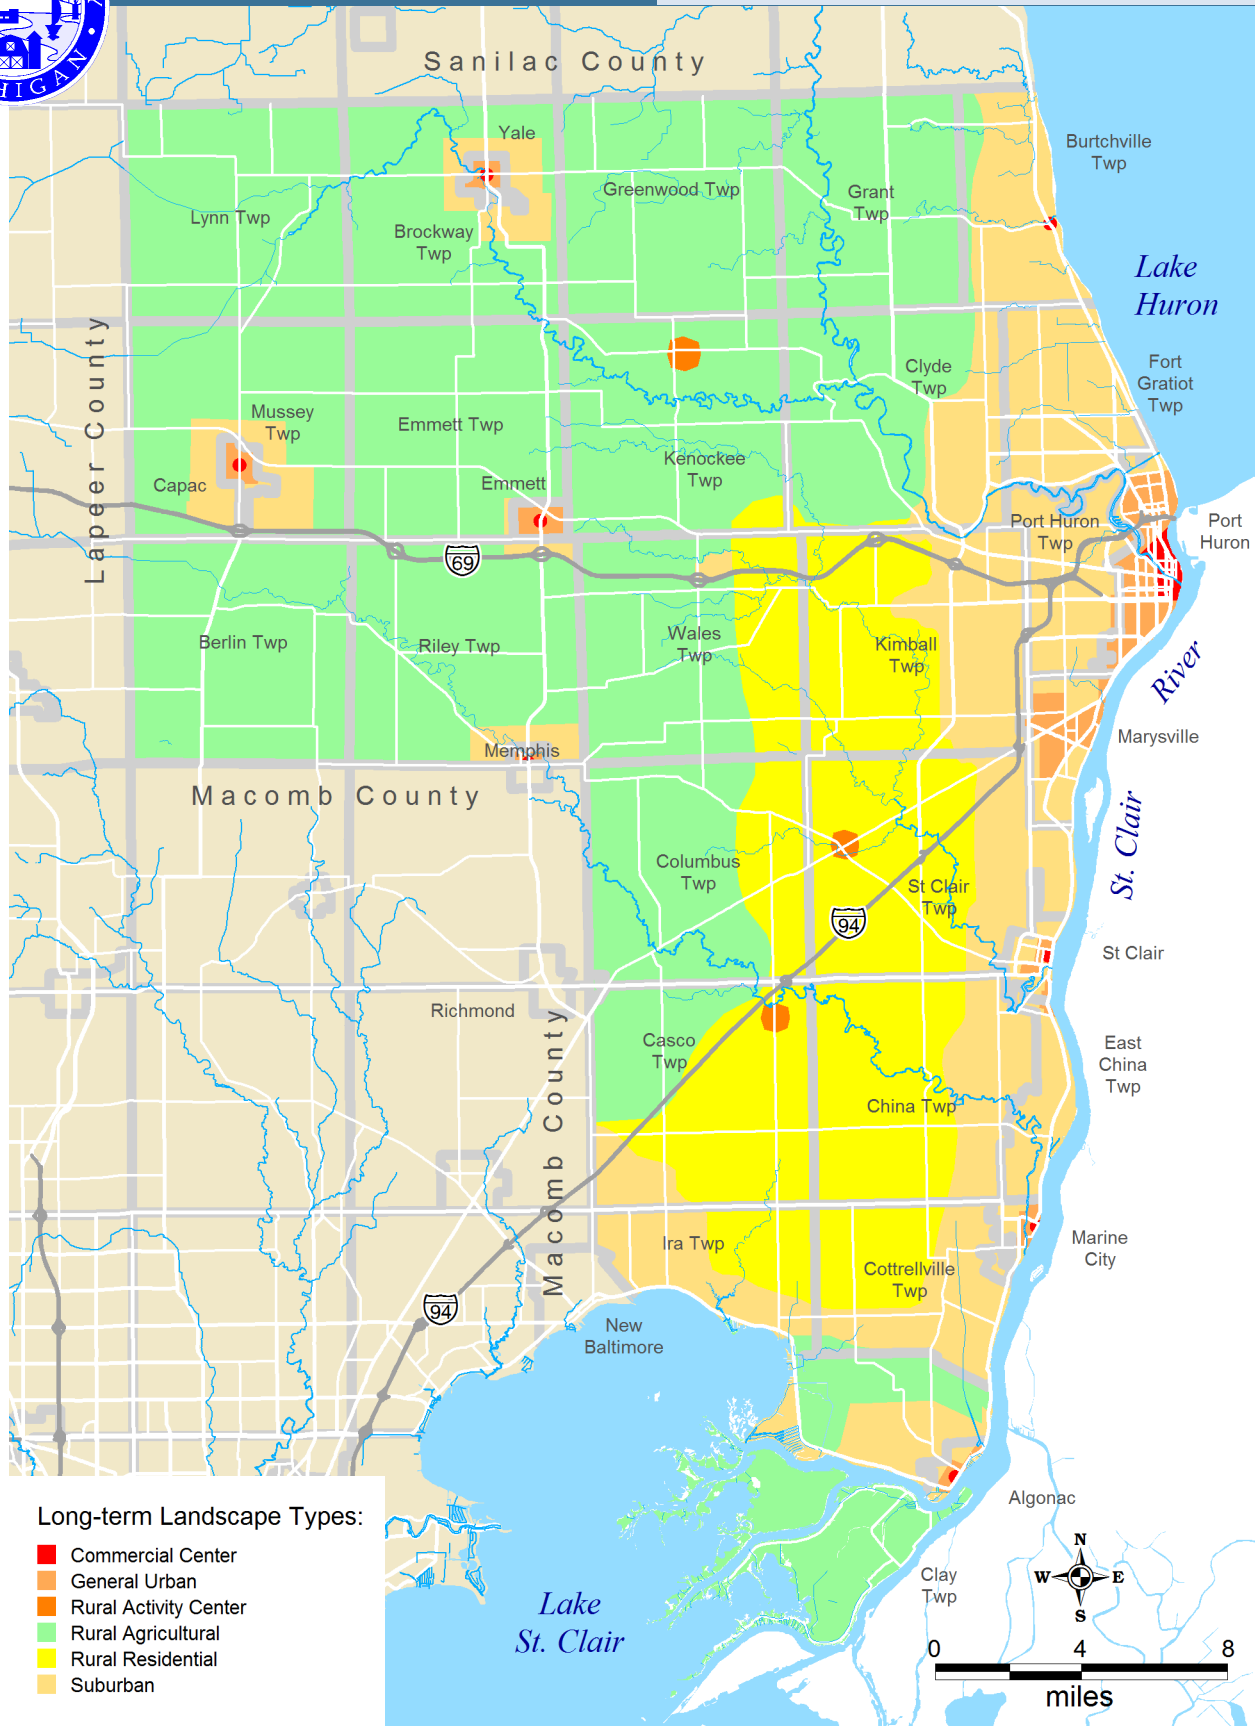 HIGAN •
Sanilac County
Yale
Burtchville
Twp
Greenwood Twp
Grant
Twp
Lynn Twp
Brockway
Twp
Lake
Huron
Lapeer County
Clyde
Twp
Fort
Gratiot
Twp
Mussey
Twp
Emmett Twp
Kenockee
Twp
Capac
Emmett
Port Huron
Twp
Port
Huron
69
Berlin Twp
Riley Twp
Wales
Twp
Kimball
Twp
River
Memphis
Marysville
Macomb County
St. Clair
Columbus
Twp
St Clair
Twp
94
St Clair
Richmond
Macomb County
Casco
Twp
East
China
Twp
China Twp
Ira Twp
Marine
City
Cottrellville
Twp
94
New
Baltimore
Algonac
Clay
Twp
Lake
St. Clair
N
W
E
S
0 4 8
miles
Long-term Landscape Types:
Commercial Center
General Urban
Rural Activity Center
Rural Agricultural
Rural Residential
Suburban